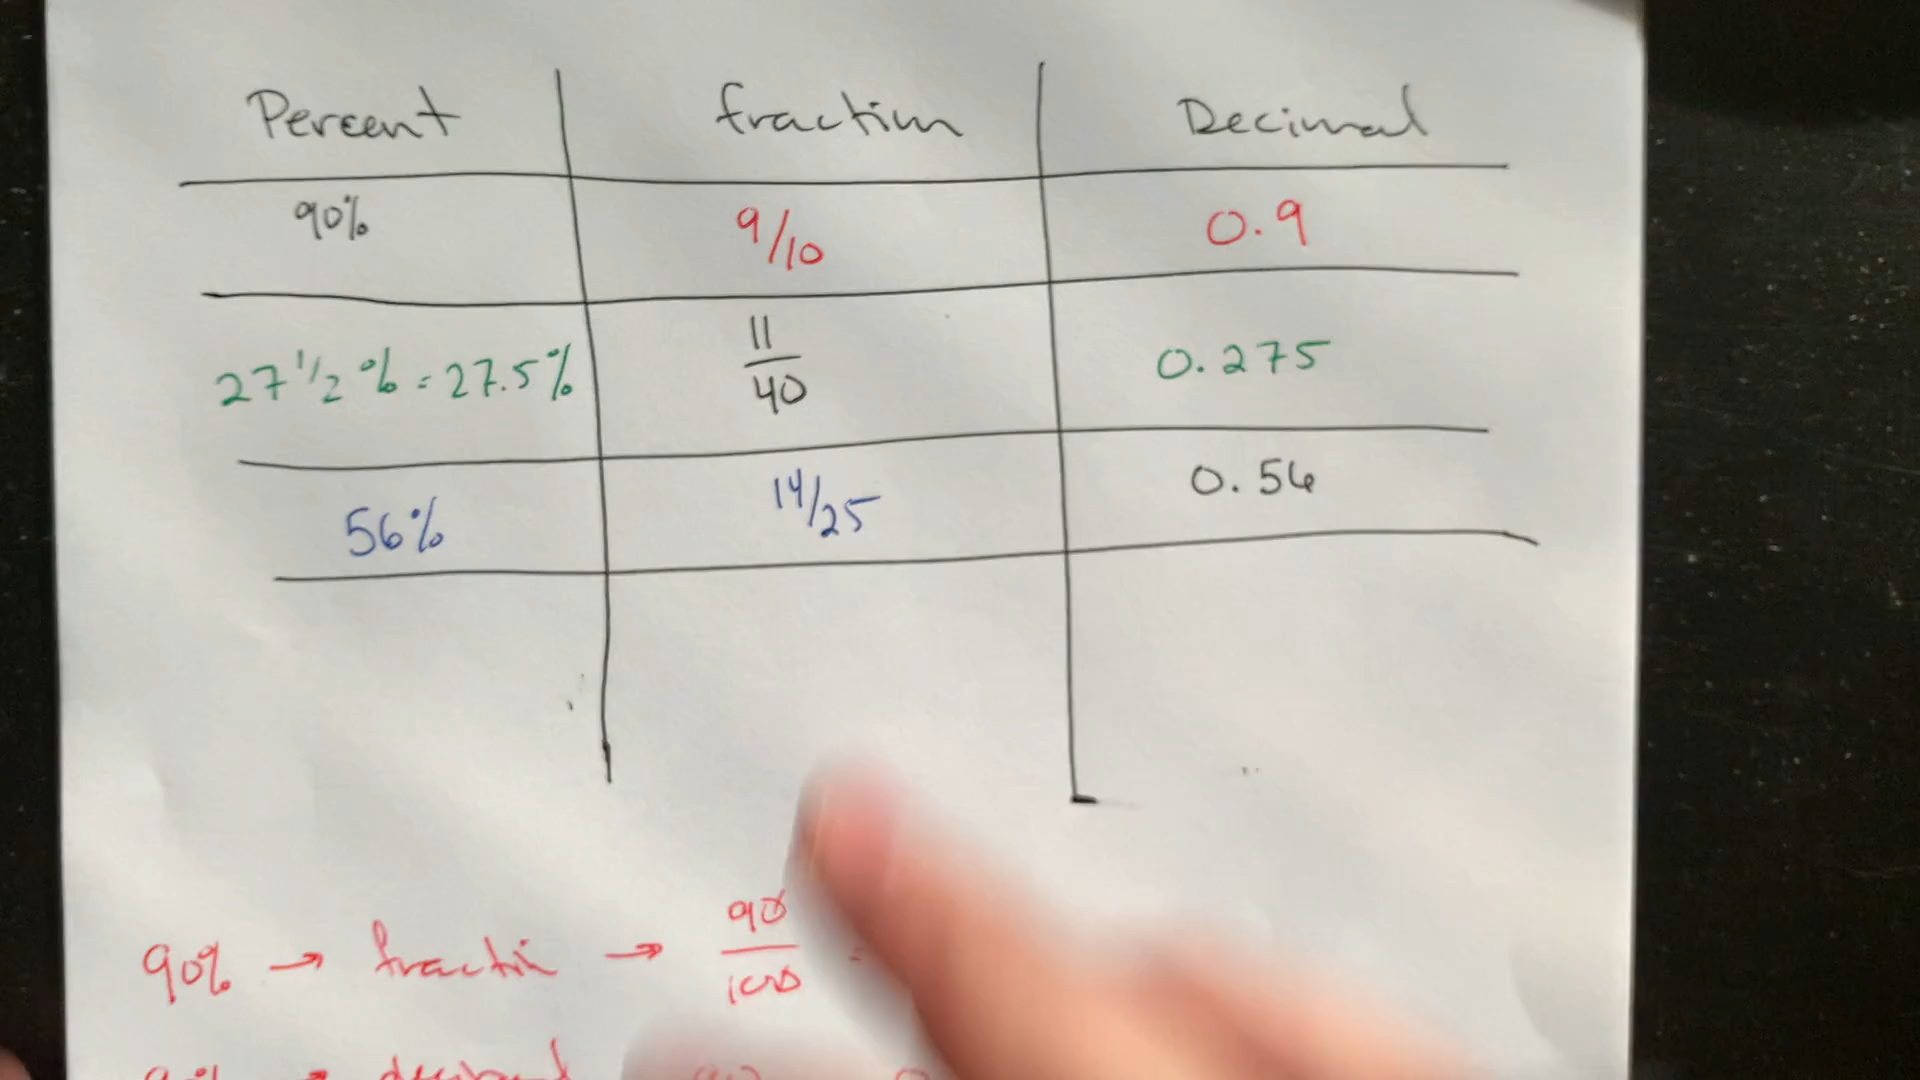 Percent fraction Decimal
90% 9/10 0.9
27 1/2 % = 27.5% 11/40 0.275
56% 14/25 0.56
90% → fraction → 90/100 =
decimal